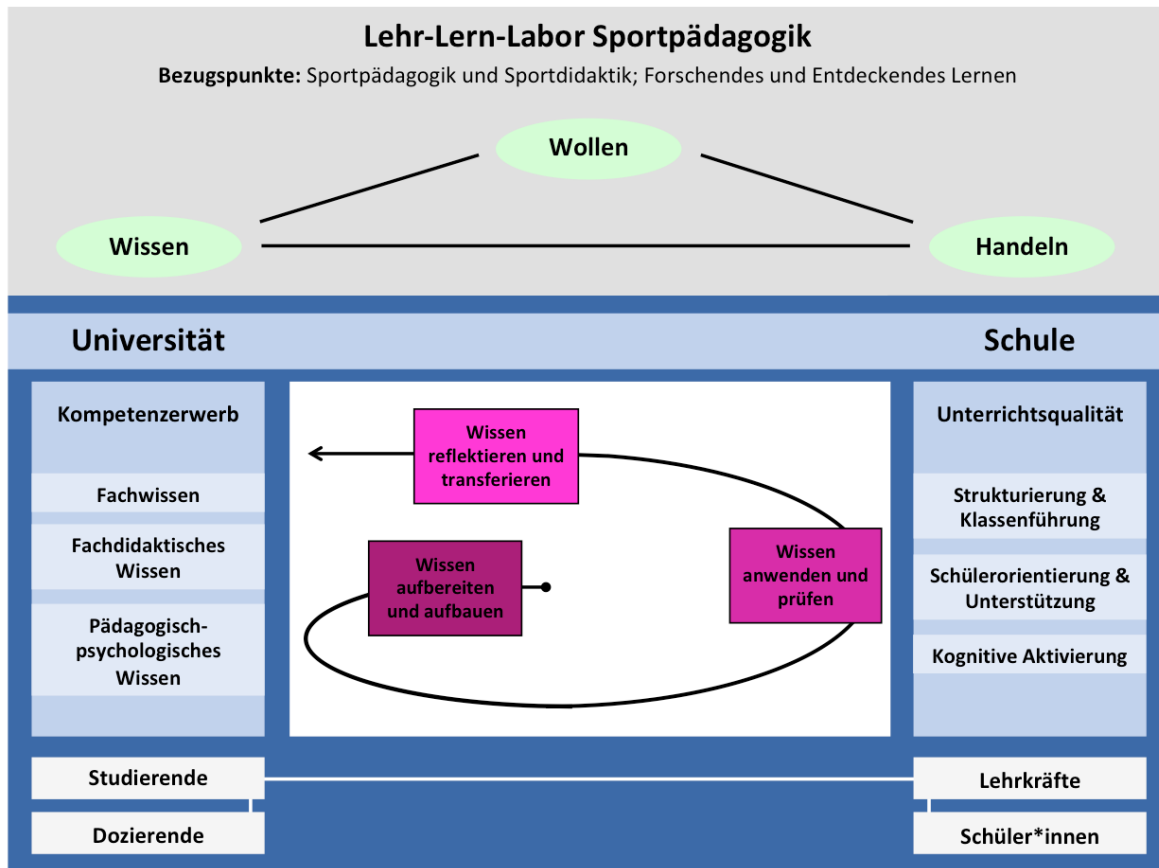 Lehr-Lern-Labor Sportpädagogik
Bezugspunkte: Sportpädagogik und Sportdidaktik; Forschendes und Entdeckendes Lernen
Wollen
Wissen
Handeln
Universität
Schule
Kompetenzerwerb
Fachwissen
Fachdidaktisches
Wissen
Pädagogisch-
psychologisches
Wissen
Wissen
reflektieren und
transferieren
Wissen
aufbereiten
und aufbauen
Wissen
anwenden und
prüfen
Unterrichtsqualität
Strukturierung &
Klassenführung
Schülerorientierung &
Unterstützung
Kognitive Aktivierung
Studierende
Lehrkräfte
Dozierende
Schüler*innen